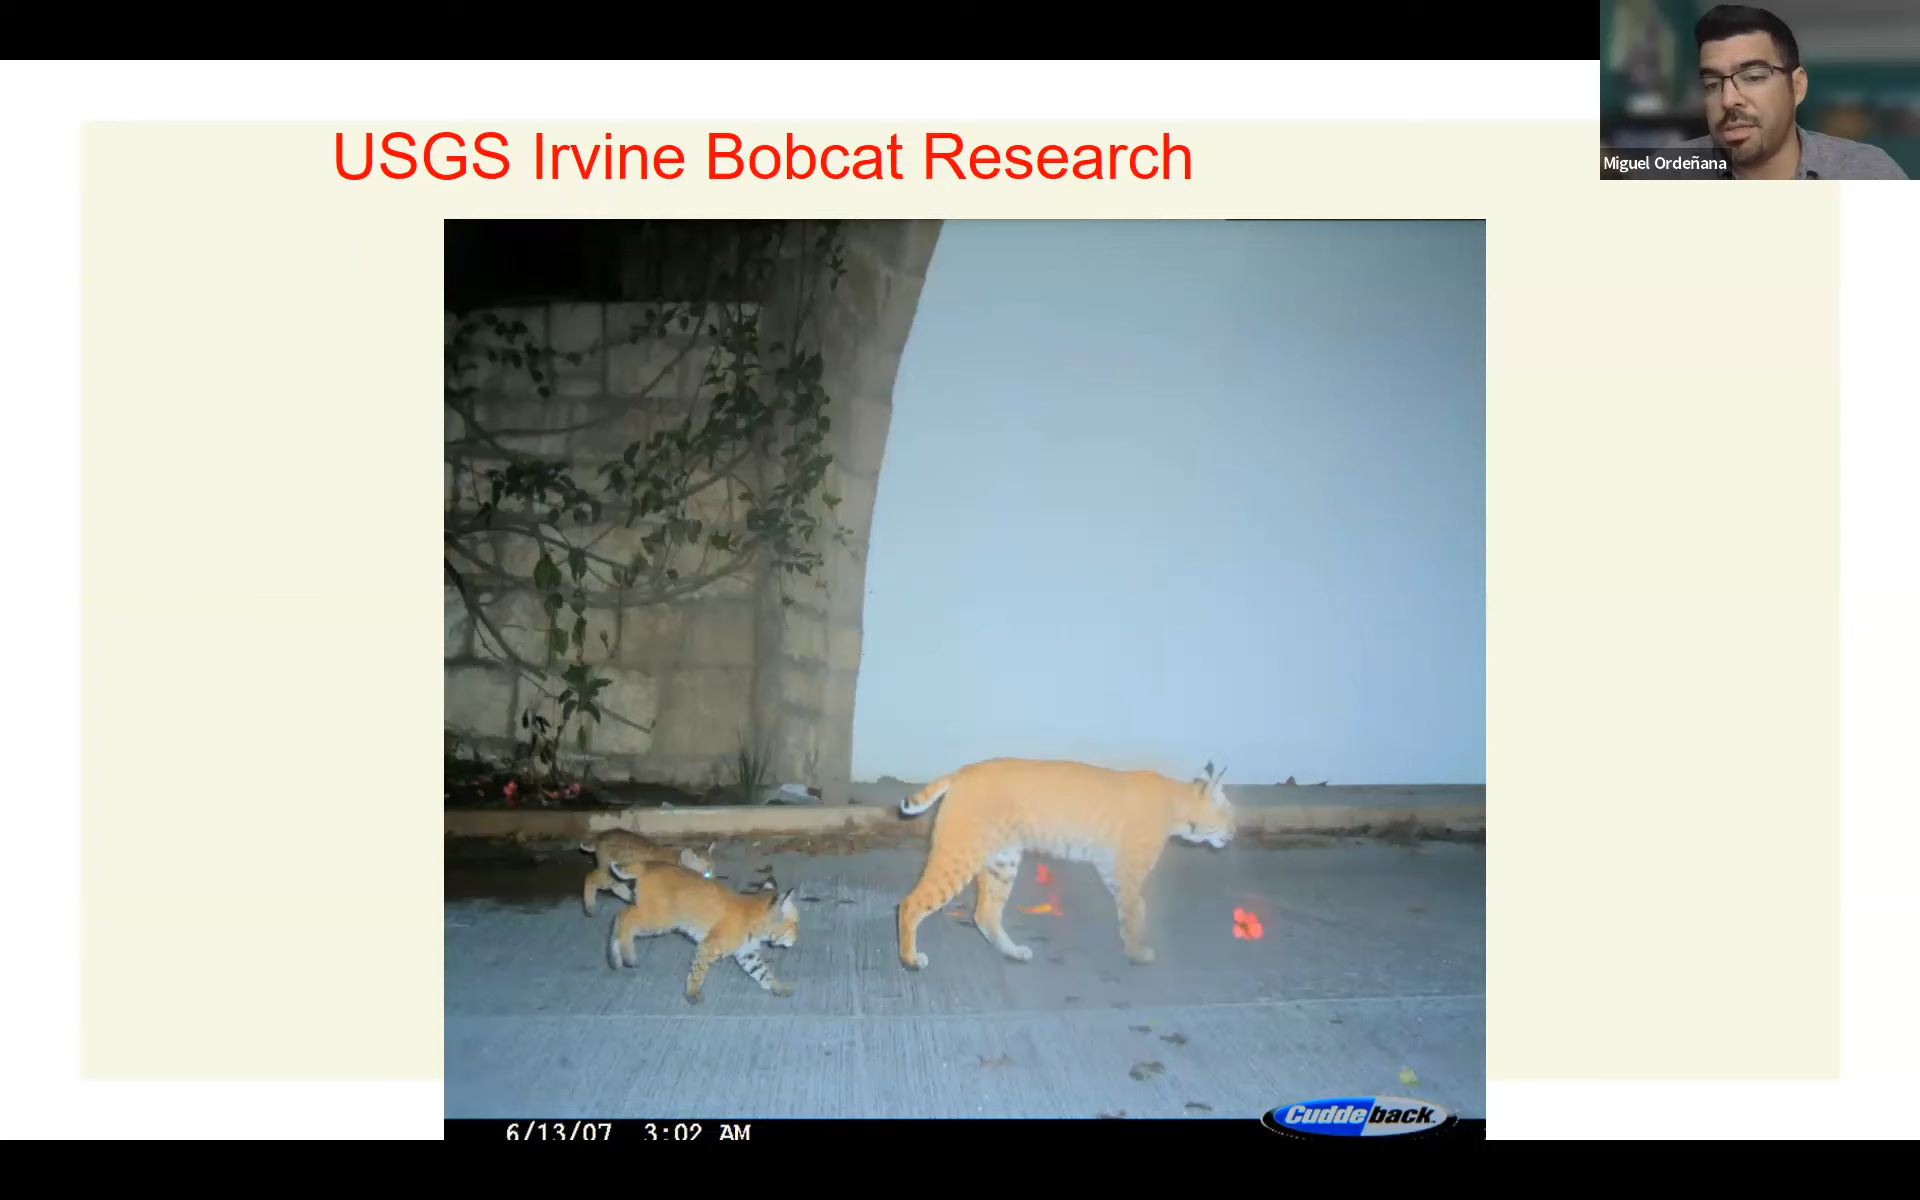 USGS Irvine Bobcat Research
Miguel Ordeñana
Cuddeback
6/13/07 3:02 AM